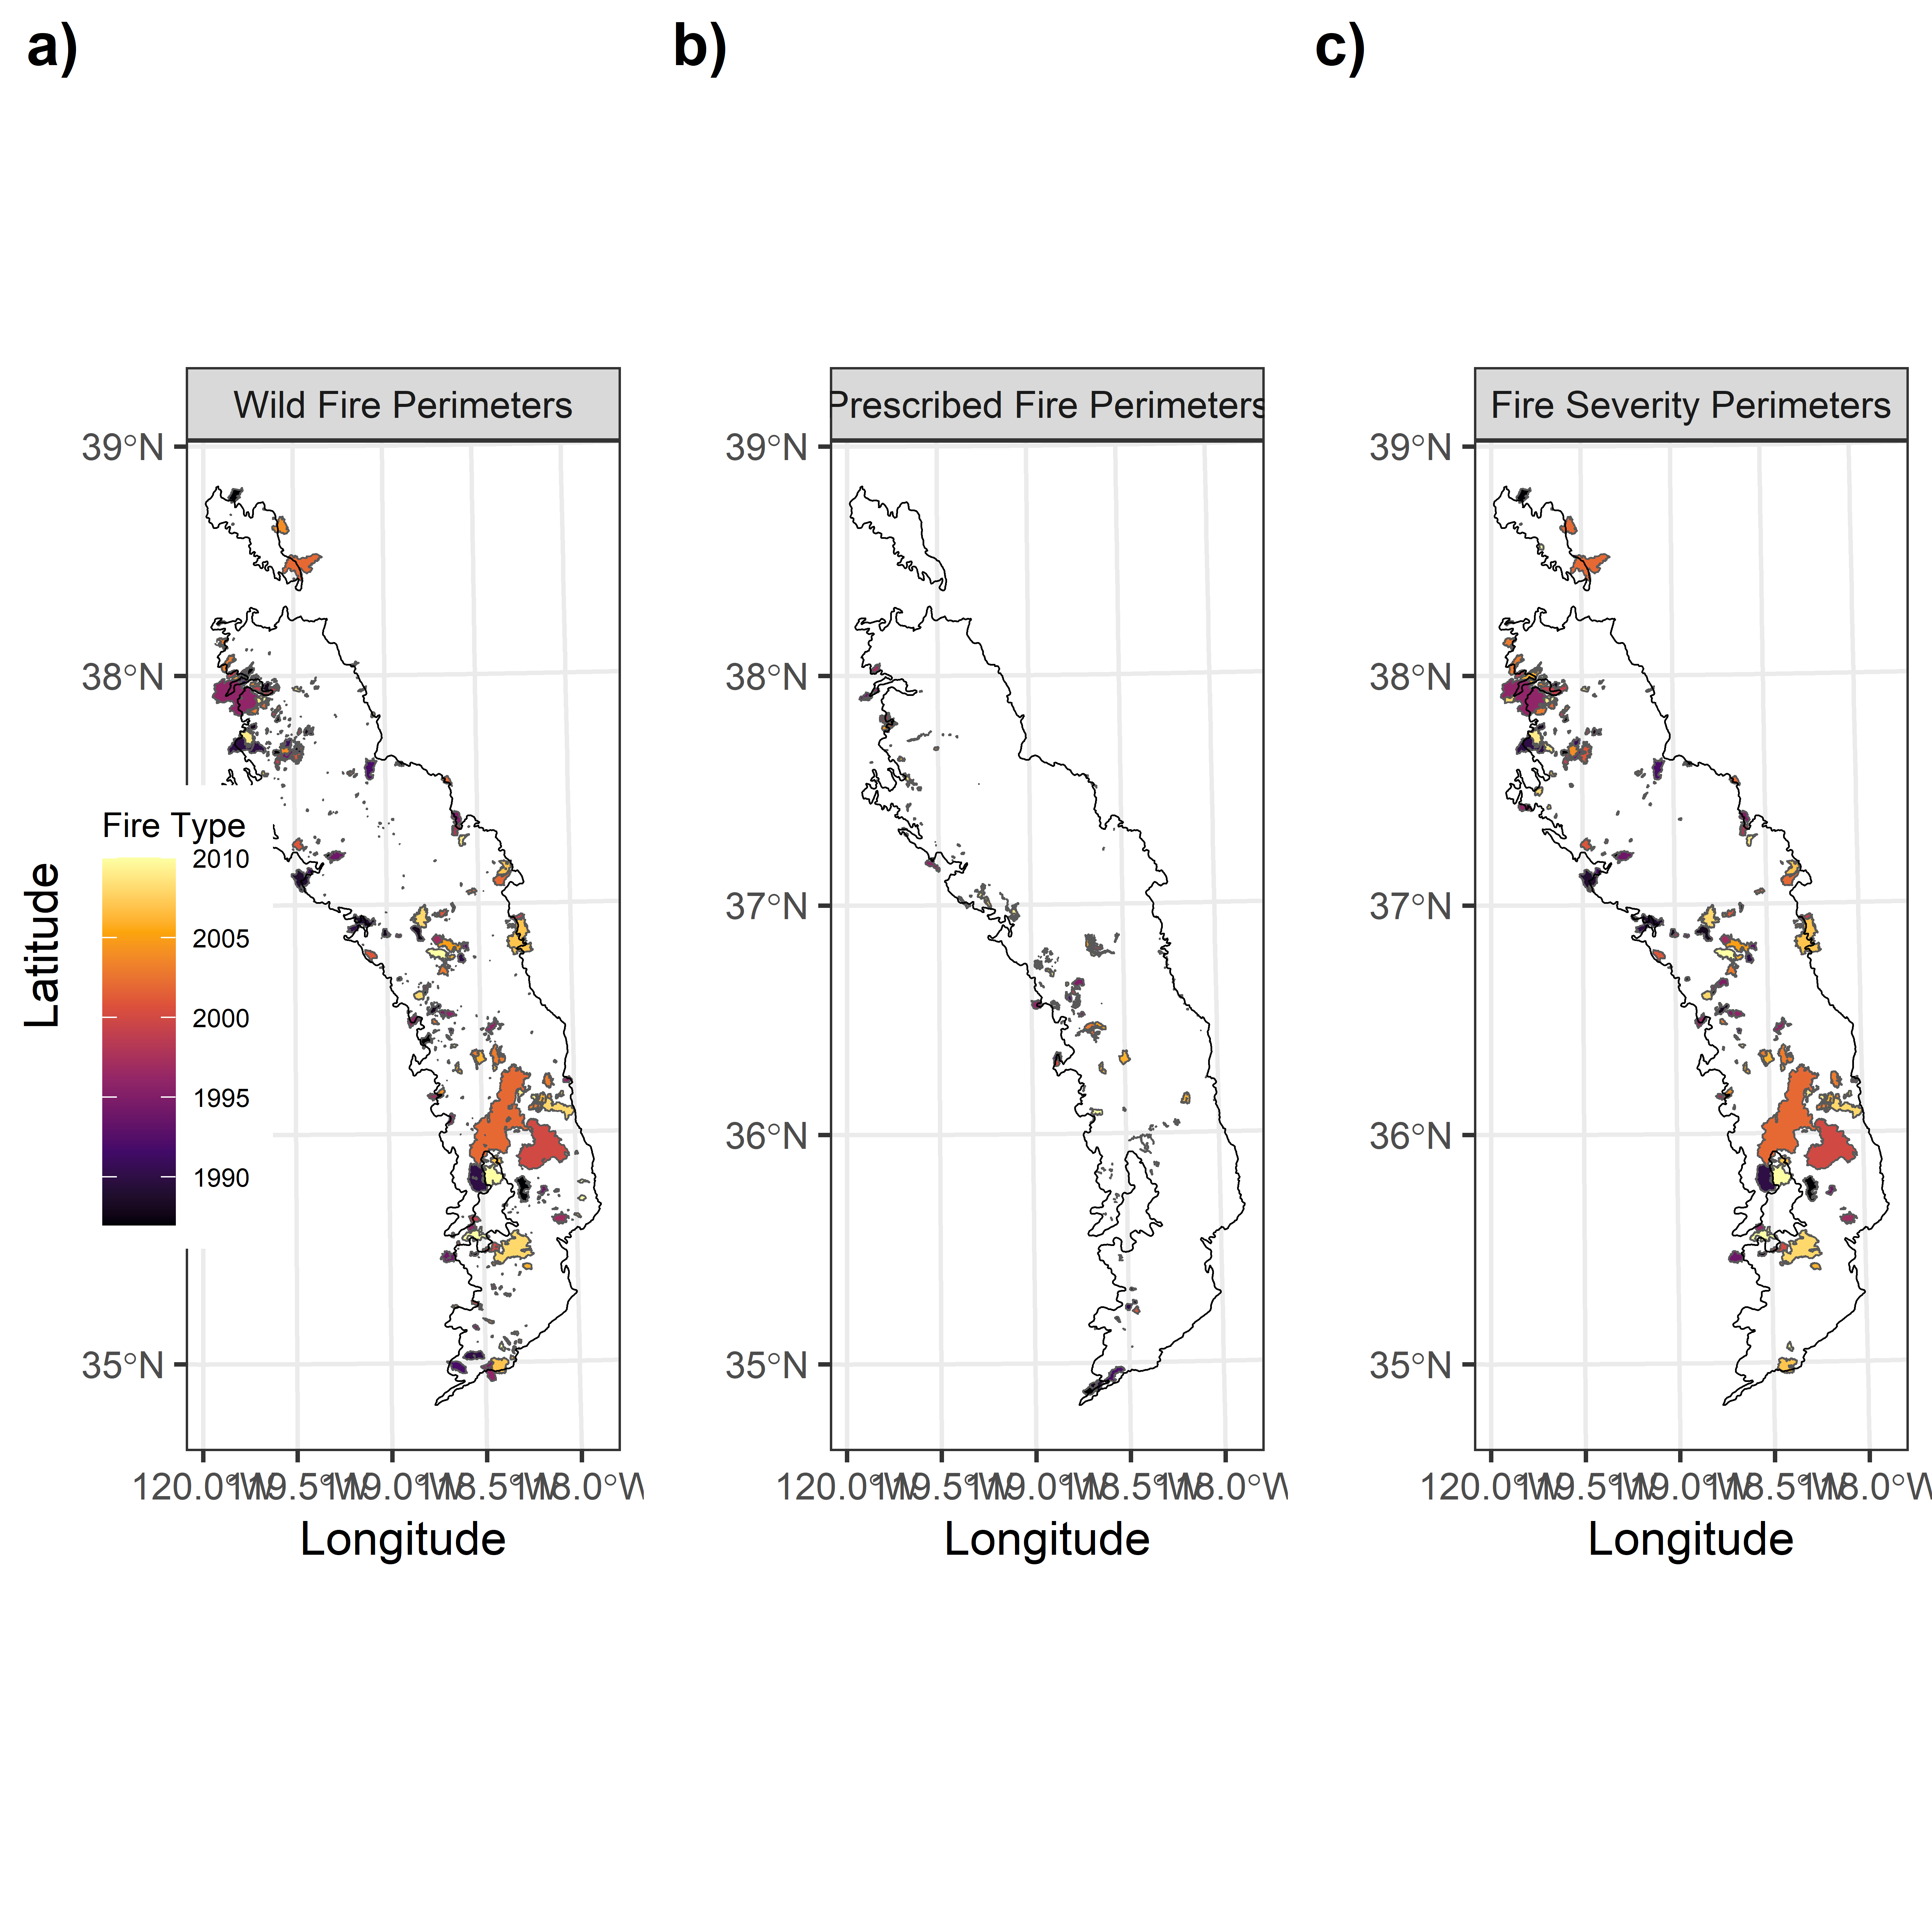 a) b) c)
Wild Fire Perimeters Prescribed Fire Perimeters Fire Severity Perimeters
39°N 39°N 39°N
38°N 38°N 38°N
Fire Type
2010
2005
2000
1995
1990
Latitude
37°N 37°N
36°N 36°N
35°N 35°N 35°N
120.0°W 119.5°W 119.0°W 118.5°W 118.0°W 120.0°W 119.5°W 119.0°W 118.5°W 118.0°W 120.0°W 119.5°W 119.0°W 118.5°W 118.0°W
Longitude Longitude Longitude